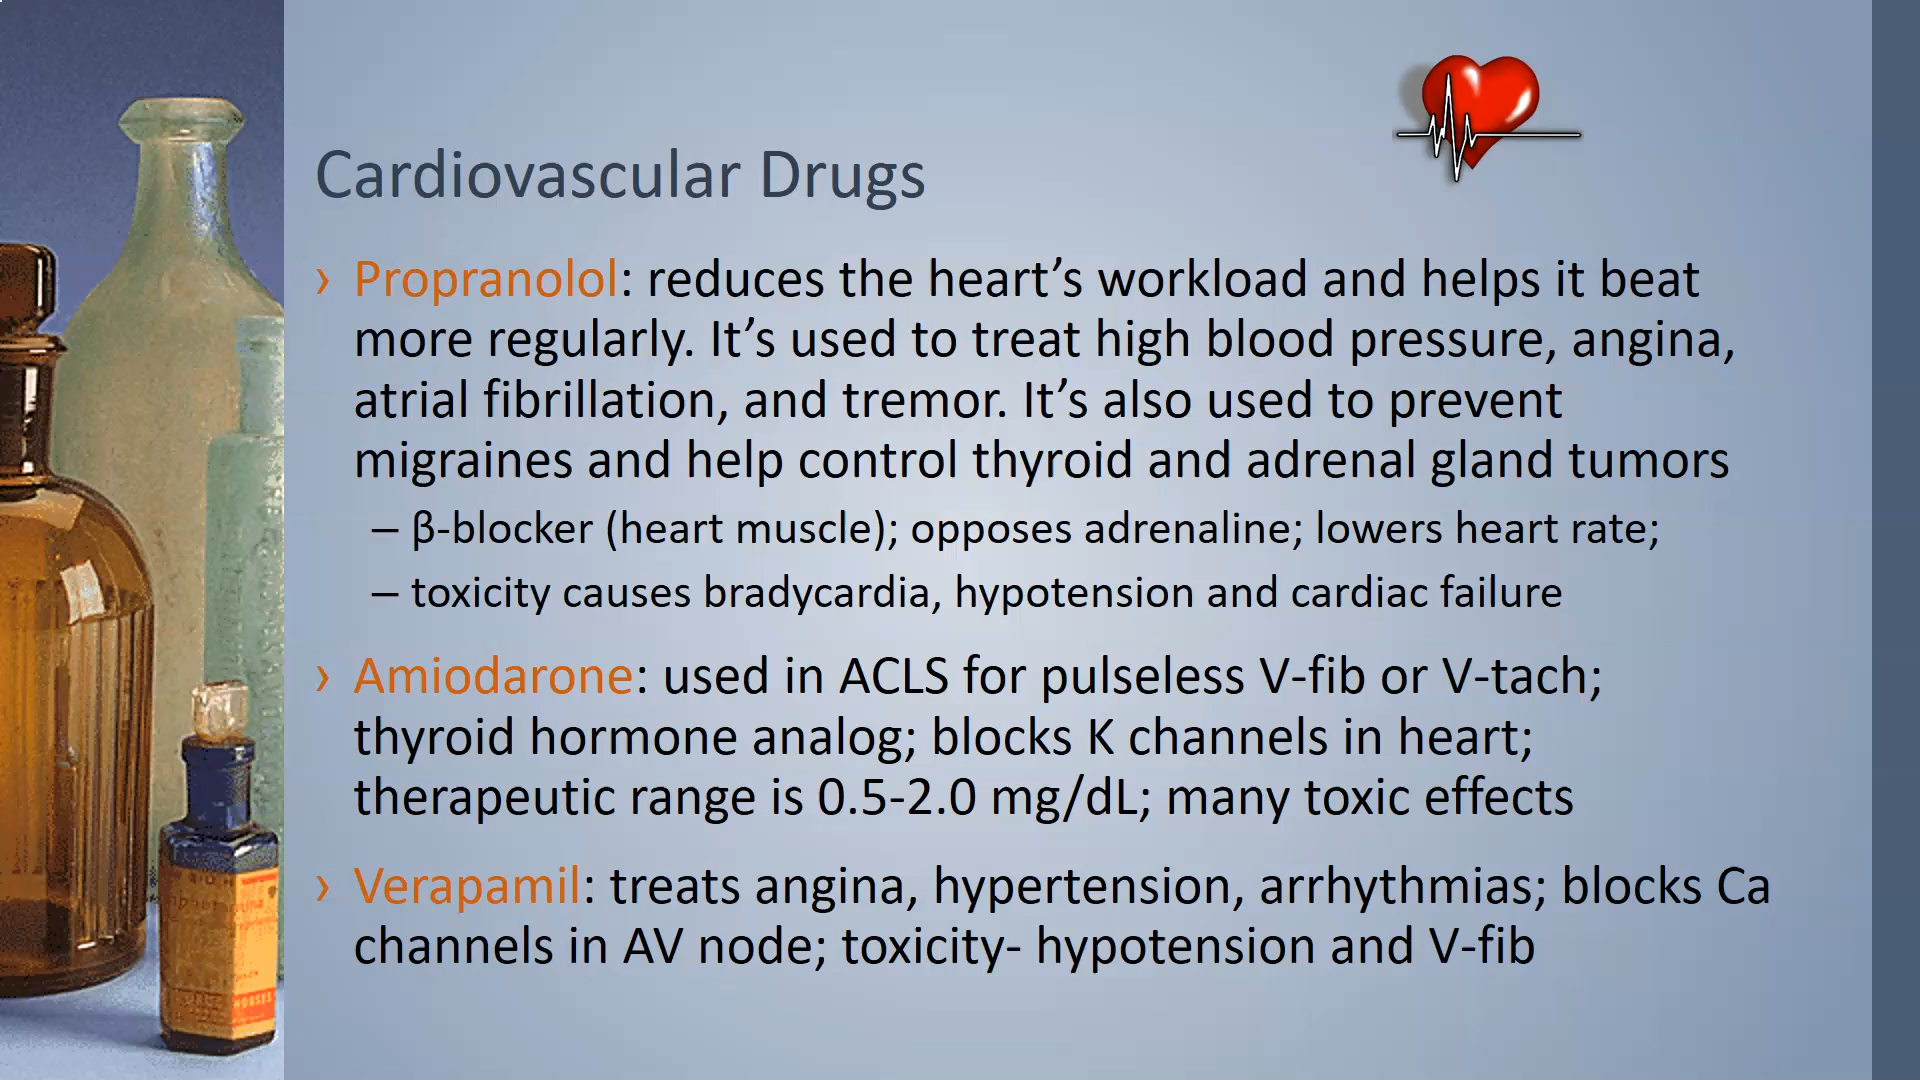 Cardiovascular Drugs
› Propranolol: reduces the heart’s workload and helps it beat
more regularly. It’s used to treat high blood pressure, angina,
atrial fibrillation, and tremor. It’s also used to prevent
migraines and help control thyroid and adrenal gland tumors
– β-blocker (heart muscle); opposes adrenaline; lowers heart rate;
– toxicity causes bradycardia, hypotension and cardiac failure
› Amiodarone: used in ACLS for pulseless V-fib or V-tach;
thyroid hormone analog; blocks K channels in heart;
therapeutic range is 0.5-2.0 mg/dL; many toxic effects
› Verapamil: treats angina, hypertension, arrhythmias; blocks Ca
channels in AV node; toxicity- hypotension and V-fib